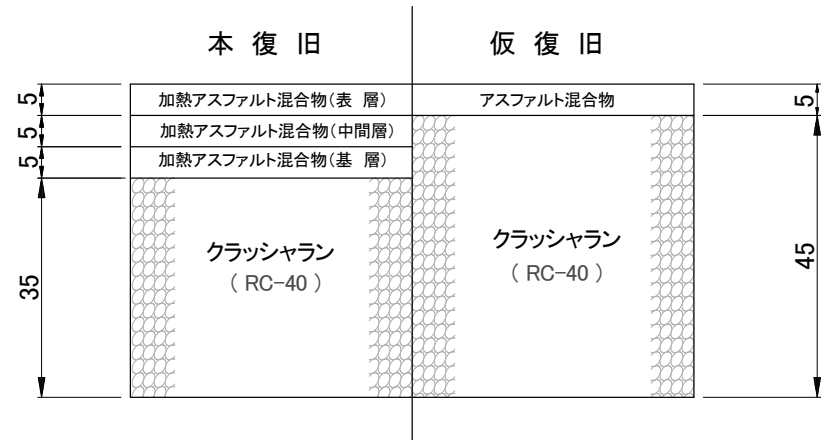 本 復 旧
仮 復 旧
5
加熱アスファルト混合物(表 層)
アスファルト混合物
5
5
加熱アスファルト混合物(中間層)
5
加熱アスファルト混合物(基 層)
35
クラッシャラン
( RC-40 )
クラッシャラン
( RC-40 )
45